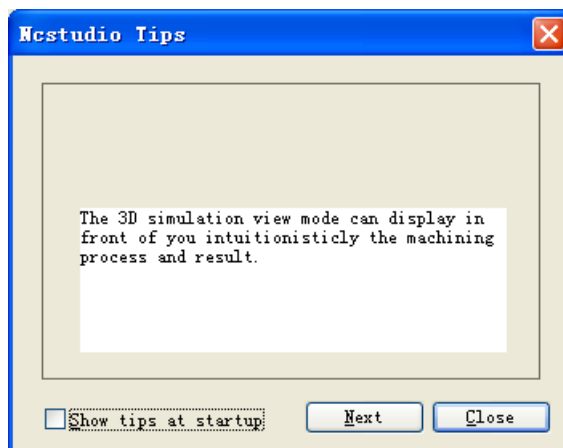 Ncstudio Tips
The 3D simulation view mode can display in
front of you intuitionisticly the machining
process and result.
Show tips at startup
Next
Close